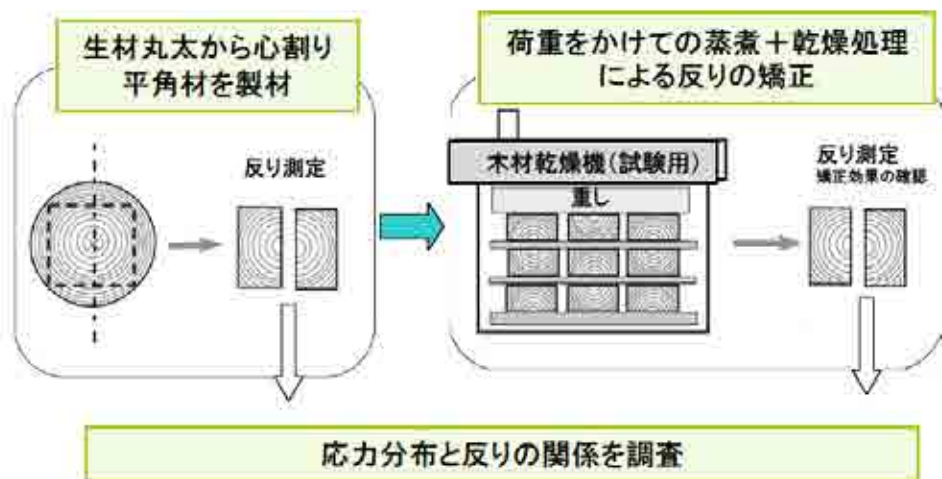 生材丸太から心割り
平角材を製材
反り測定
荷重をかけての蒸煮＋乾燥処理
による反りの矯正
木材乾燥機(試験用)
重し
反り測定
矯正効果の確認
応力分布と反りの関係を調査